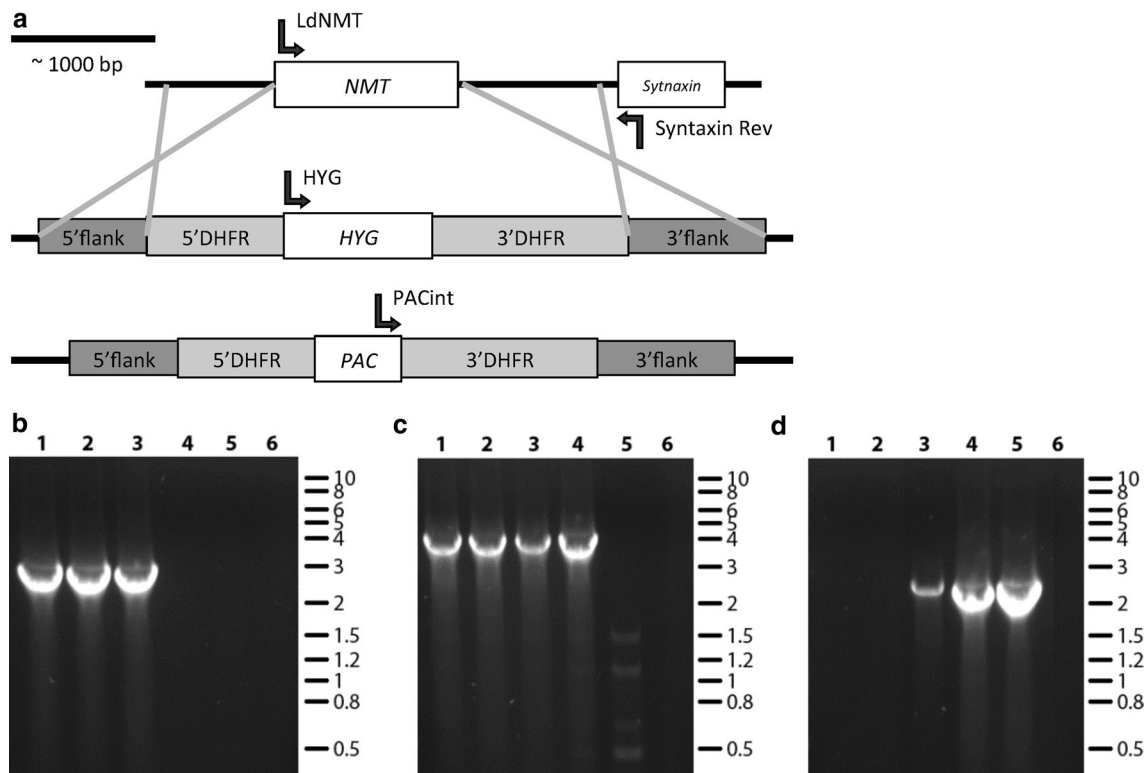 a
LdNMT
~ 1000 bp
NMT
Sytnaxin
Syntaxin Rev
HYG
5'flank 5'DHFR HYG 3'DHFR 3'flank
PACint
5'flank 5'DHFR PAC 3'DHFR 3'flank
b
1 2 3 4 5 6
10
8
6
5
4
3
2
1.5
1.2
1
0.8
0.5
c
1 2 3 4 5 6
10
8
6
5
4
3
2
1.5
1.2
1
0.8
0.5
d
1 2 3 4 5 6
10
8
6
5
4
3
2
1.5
1.2
1
0.8
0.5